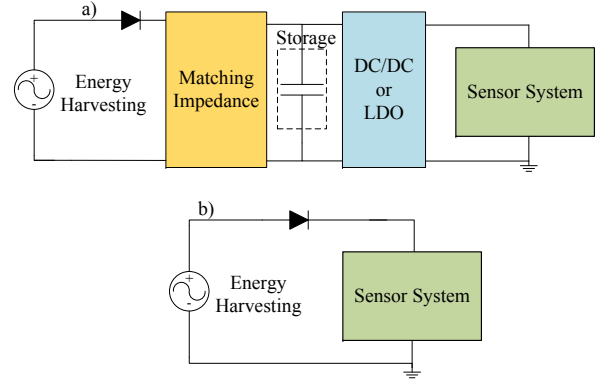 a)
+
-
Energy
Harvesting
Matching
Impedance
Storage
DC/DC
or
LDO
Sensor System
b)
+
-
Energy
Harvesting
Sensor System